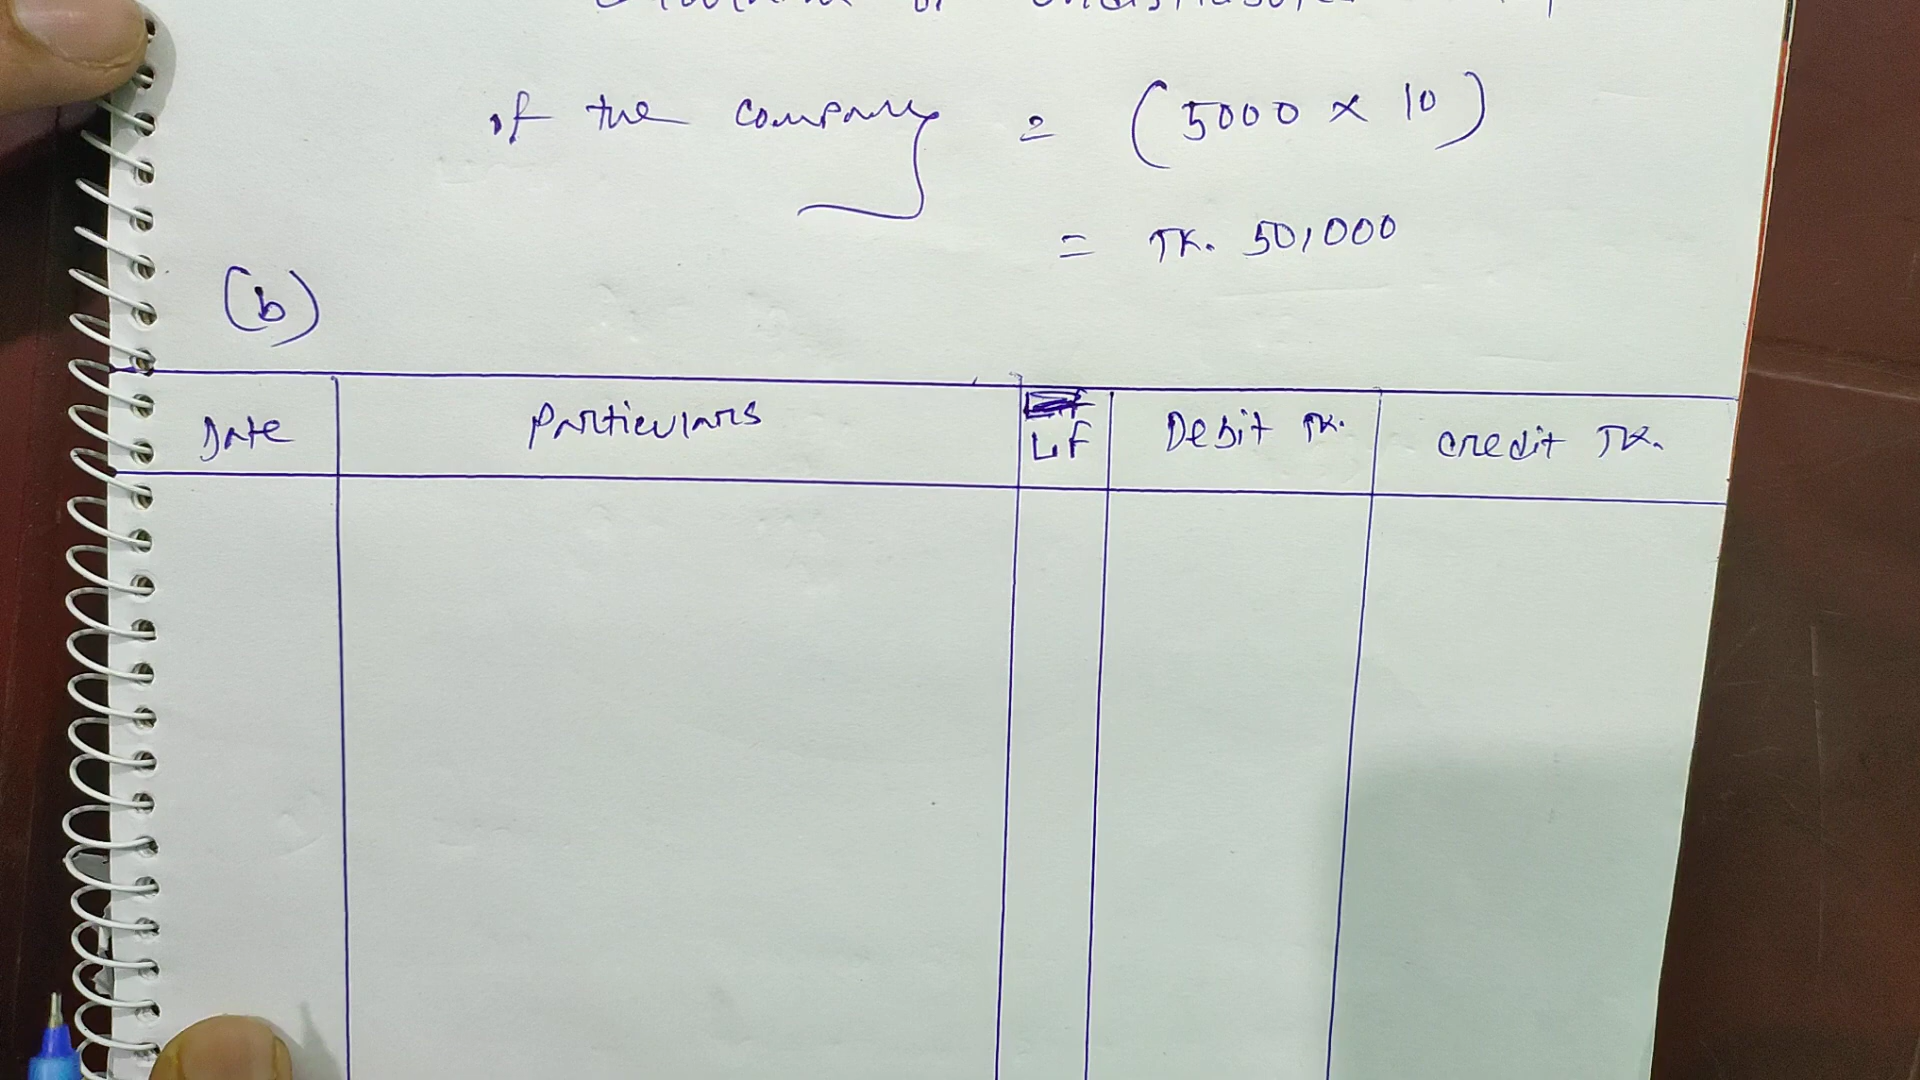 of the company = (5000 × 10)
= TK. 50,000
(b)
Date Particulars LF Debit TK. Credit TK.